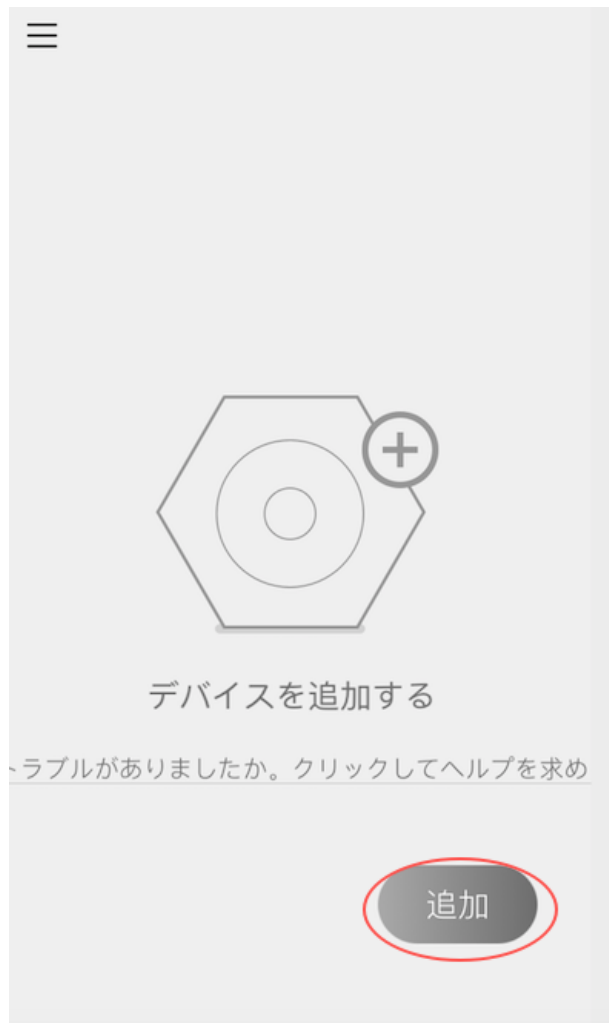 デバイスを追加する
トラブルがありましたか。クリックしてヘルプを求め
追加